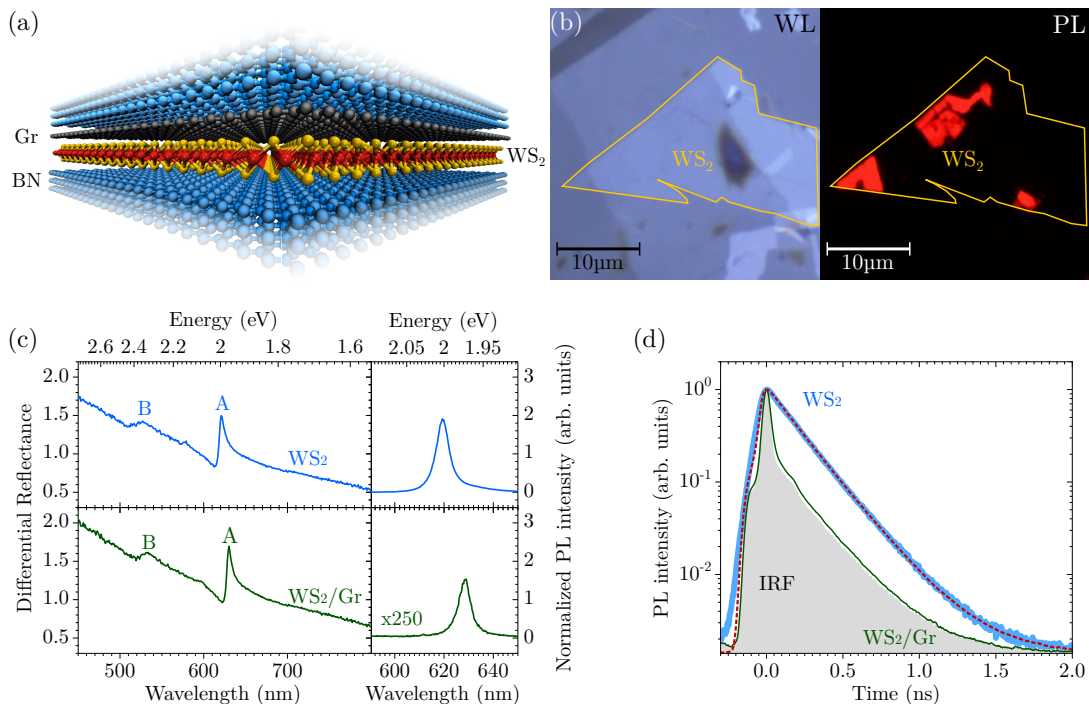 (a)
Gr
BN
WS₂
(b)
WL
PL
WS₂
WS₂
10µm
10µm
(c)
Energy (eV)
Energy (eV)
2.6 2.4 2.2 2 1.8 1.6
2.05 2 1.95
Differential Reflectance
2.0
1.5
1.0
0.5
B
A
WS₂
3
2
1
0
2.0
1.5
1.0
0.5
B
A
WS₂/Gr
x250
3
2
1
0
500 600 700
600 620 640
Wavelength (nm)
Wavelength (nm)
Normalized PL intensity (arb. units)
(d)
PL intensity (arb. units)
10⁰
10⁻¹
10⁻²
WS₂
IRF
WS₂/Gr
0.0 0.5 1.0 1.5 2.0
Time (ns)